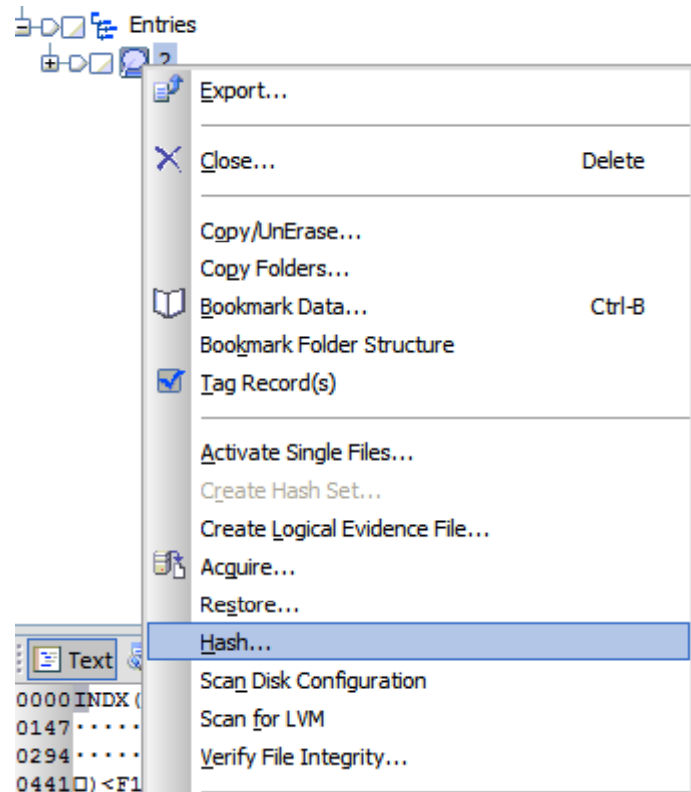 Entries
2
Export...
Close... Delete
Copy/UnErase...
Copy Folders...
Bookmark Data... Ctrl-B
Bookmark Folder Structure
Tag Record(s)
Activate Single Files...
Create Hash Set...
Create Logical Evidence File...
Acquire...
Restore...
Hash...
Text
Scan Disk Configuration
0000 INDX(
Scan for LVM
0147 ·····
0294 ·····
Verify File Integrity...
0441□)<F1